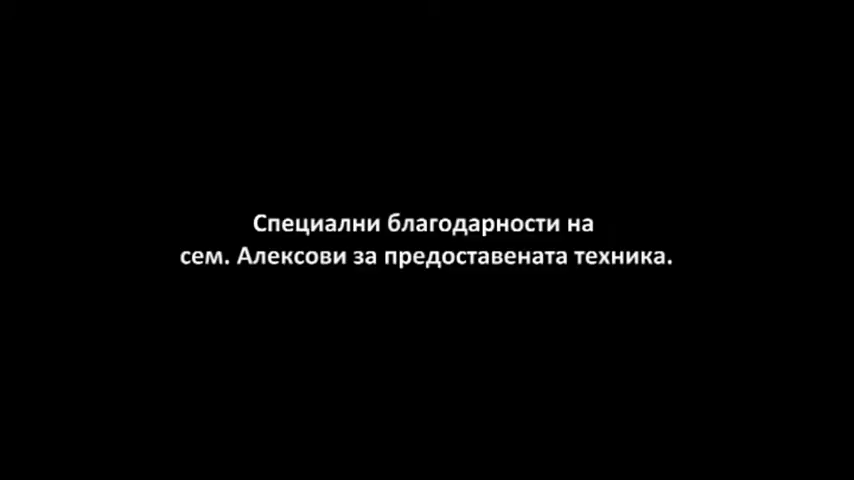 Специални благодарности на
сем. Алексови за предоставената техника.